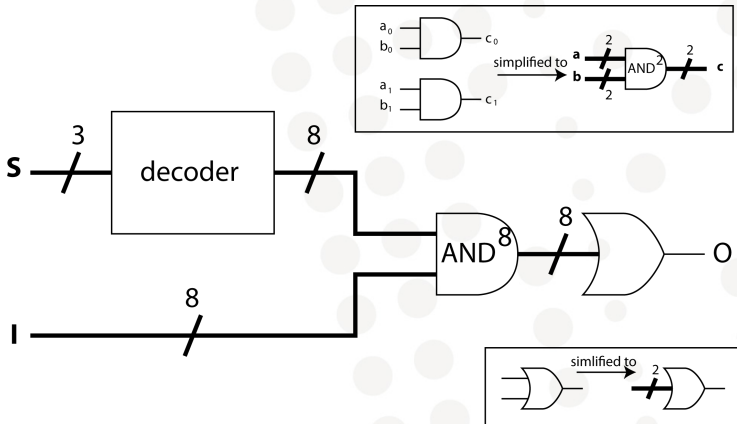 a0
b0
c0
simplified to
a1
b1
c1
a
b
2
2
AND2
2
c
S
3
decoder
8
I
8
AND8
8
O
simlified to
2